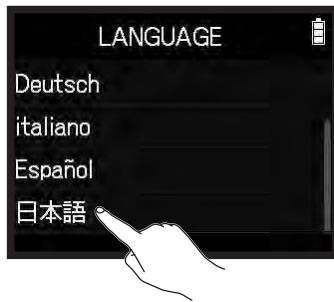 LANGUAGE
Deutsch
italiano
Español
日本語